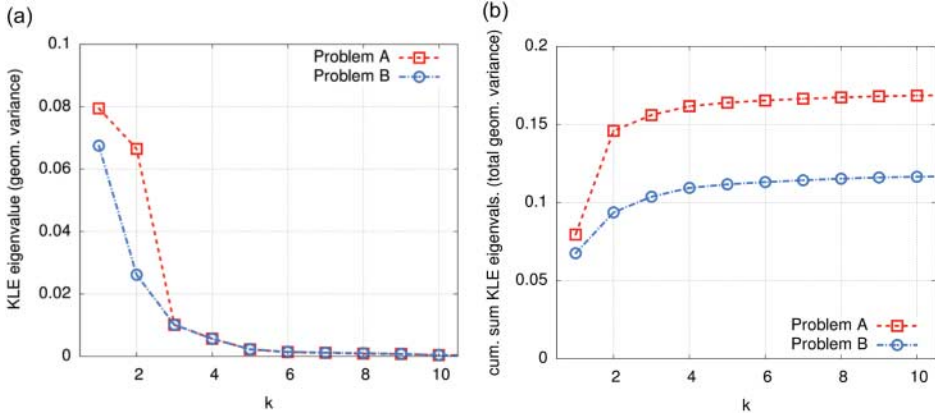 (a)
KLE eigenvalue (geom. variance)
0.1
0.08
0.06
0.04
0.02
0
2
4
6
8
10
k
Problem A
Problem B
(b)
cum. sum KLE eigenvals. (total geom. variance)
0.2
0.15
0.1
0.05
0
2
4
6
8
10
k
Problem A
Problem B